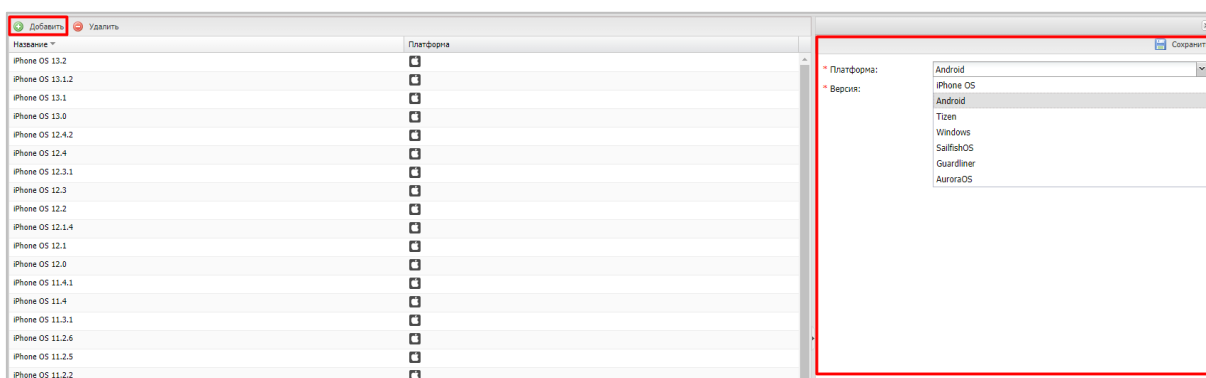 Добавить Удалить
Название Платформа
iPhone OS 13.2
iPhone OS 13.1.2
iPhone OS 13.1
iPhone OS 13.0
iPhone OS 12.4.2
iPhone OS 12.4
iPhone OS 12.3.1
iPhone OS 12.3
iPhone OS 12.2
iPhone OS 12.1.4
iPhone OS 12.1
iPhone OS 12.0
iPhone OS 11.4.1
iPhone OS 11.4
iPhone OS 11.3.1
iPhone OS 11.2.6
iPhone OS 11.2.5
iPhone OS 11.2.2
Сохранит
* Платформа: Android
* Версия:
iPhone OS
Android
Tizen
Windows
SailfishOS
Guardliner
AuroraOS